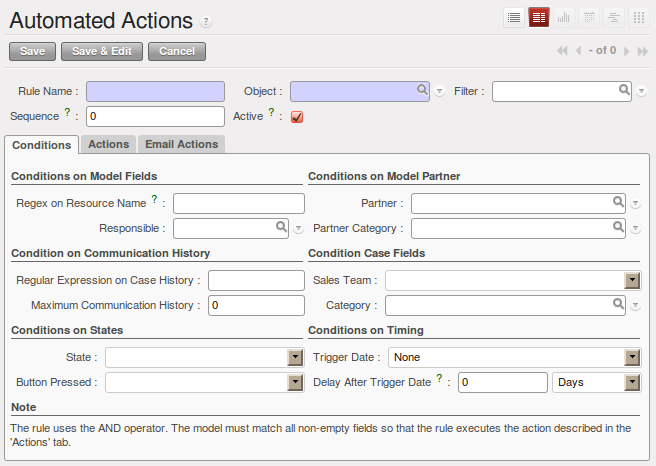 Automated Actions ?
Save Save & Edit Cancel - of 0
Rule Name : Object : Filter :
Sequence ? : 0 Active ? :
Conditions Actions Email Actions
Conditions on Model Fields Conditions on Model Partner
Regex on Resource Name ? : Partner :
Responsible : Partner Category :
Condition on Communication History Condition Case Fields
Regular Expression on Case History : Sales Team :
Maximum Communication History : 0 Category :
Conditions on States Conditions on Timing
State : Trigger Date : None
Button Pressed : Delay After Trigger Date ? : 0 Days
Note
The rule uses the AND operator. The model must match all non-empty fields so that the rule executes the action described in the
'Actions' tab.